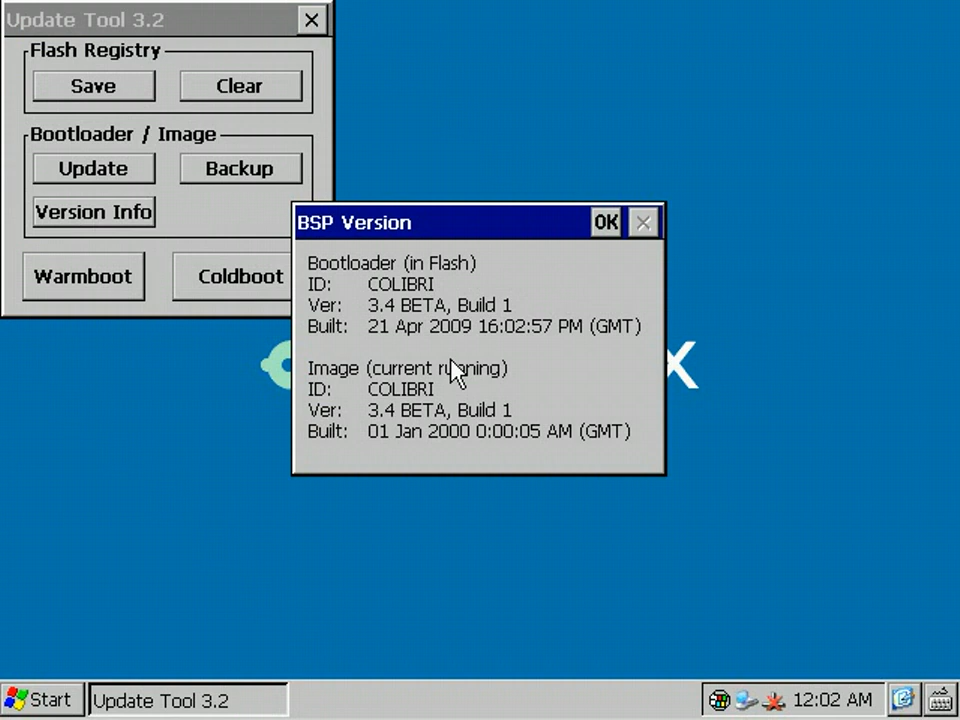 Update Tool 3.2
Flash Registry
Save Clear
Bootloader / Image
Update Backup
Version Info
Warmboot Coldboot
BSP Version OK
Bootloader (in Flash)
ID: COLIBRI
Ver: 3.4 BETA, Build 1
Built: 21 Apr 2009 16:02:57 PM (GMT)
Image (current running)
ID: COLIBRI
Ver: 3.4 BETA, Build 1
Built: 01 Jan 2000 0:00:05 AM (GMT)
Start Update Tool 3.2 12:02 AM